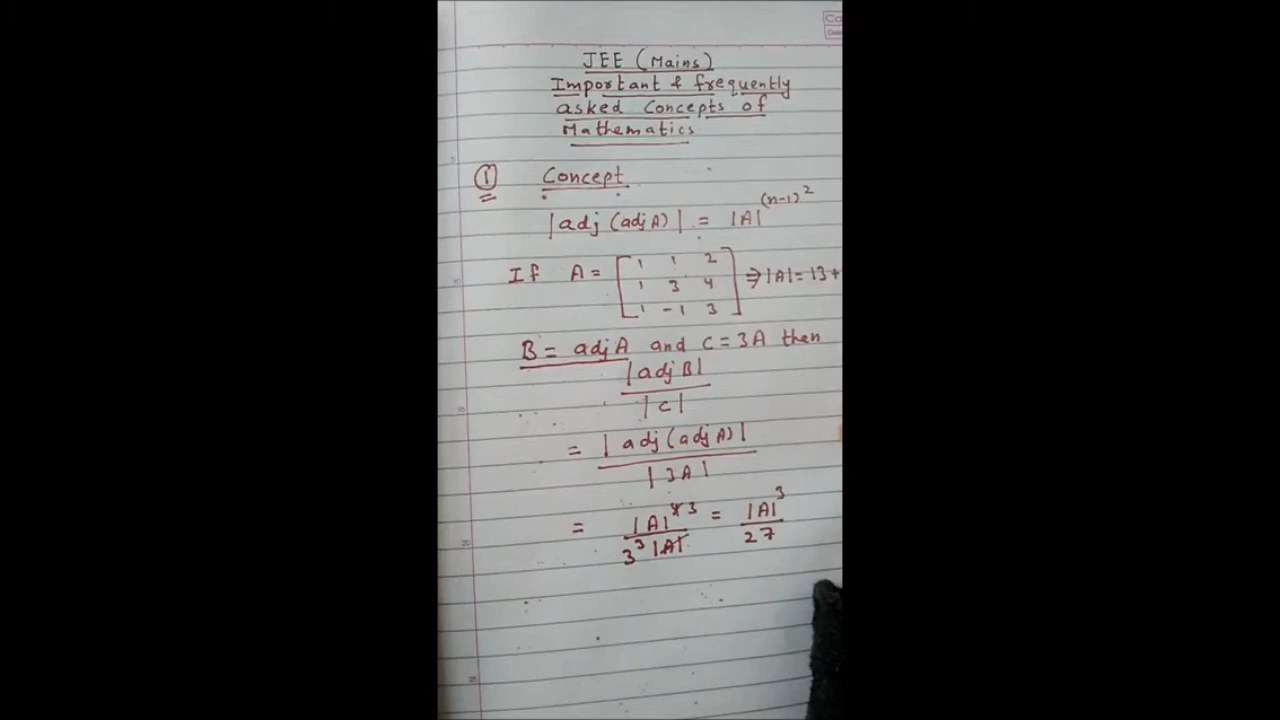 JEE (Mains)
Important & frequently
asked Concepts of
Mathematics
① Concept
|adj (adj A)| = |A|^(n-1)^2
If A = [1 1 2; 1 3 4; 1 -1 3] ⇒ |A| = 13 +
B = adj A and C = 3A then
|adj B|
|C|
= |adj (adj A)|
|3A|
= |A|^4 3 / 3^3 |A| = |A|^3 / 27